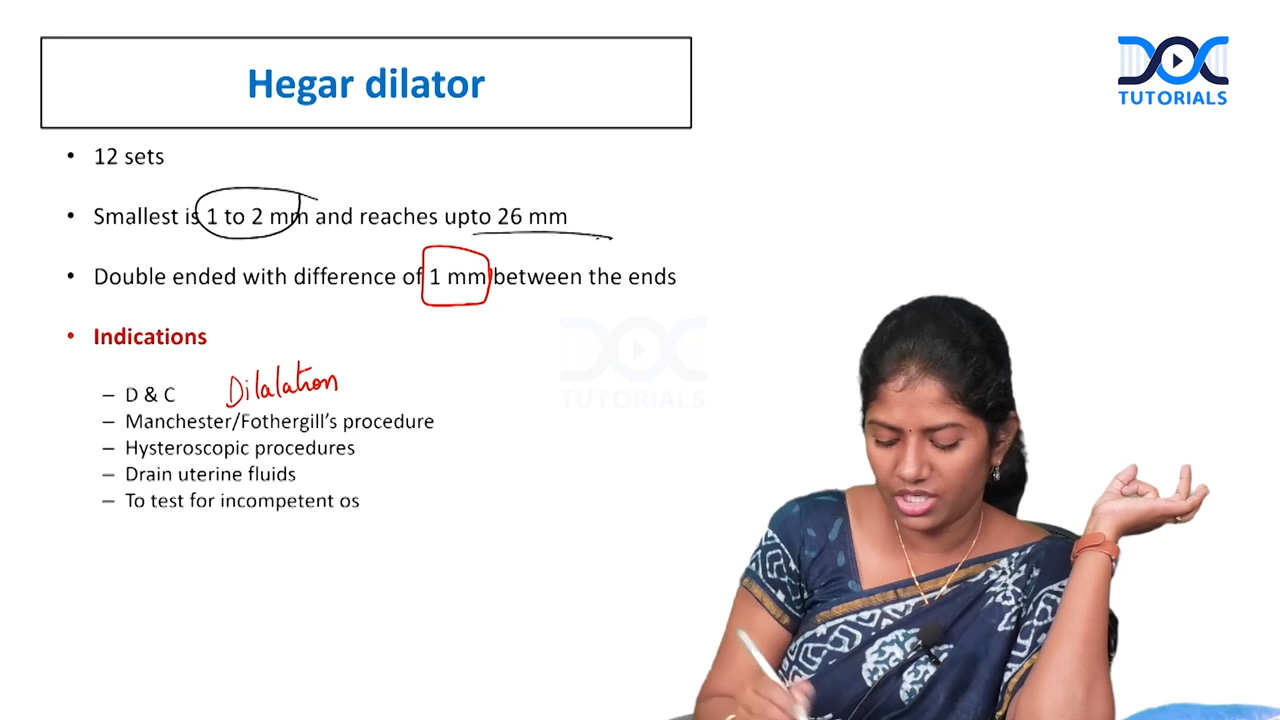 Hegar dilator
DOC
TUTORIALS
• 12 sets
• Smallest is 1 to 2 mm and reaches upto 26 mm
• Double ended with difference of 1 mm between the ends
• Indications
– D & C Dilalation
– Manchester/Fothergill’s procedure
– Hysteroscopic procedures
– Drain uterine fluids
– To test for incompetent os
DOC
TUTORIALS